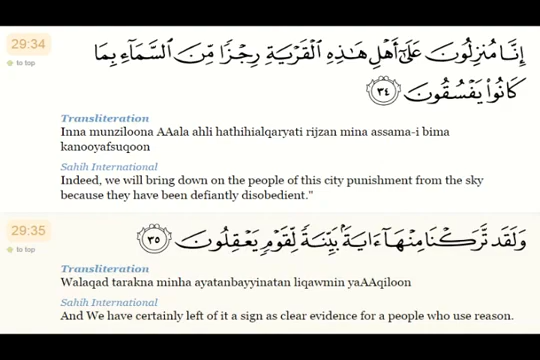 29:34
to top
إِنَّا مُنزِلُونَ عَلَىٰٓ أَهْلِ هَٰذِهِ ٱلْقَرْيَةِ رِجْزًا مِّنَ ٱلسَّمَآءِ بِمَا
كَانُوا۟ يَفْسُقُونَ ٣٤
Transliteration
Inna munziloona AAala ahli hathihialqaryati rijzan mina assama-i bima
kanooyafsuqoon
Sahih International
Indeed, we will bring down on the people of this city punishment from the sky
because they have been defiantly disobedient."
29:35
to top
وَلَقَد تَّرَكْنَا مِنْهَآ ءَايَةًۢ بَيِّنَةً لِّقَوْمٍ يَعْقِلُونَ ٣٥
Transliteration
Walaqad tarakna minha ayatanbayyinatan liqawmin yaAAqiloon
Sahih International
And We have certainly left of it a sign as clear evidence for a people who use reason.